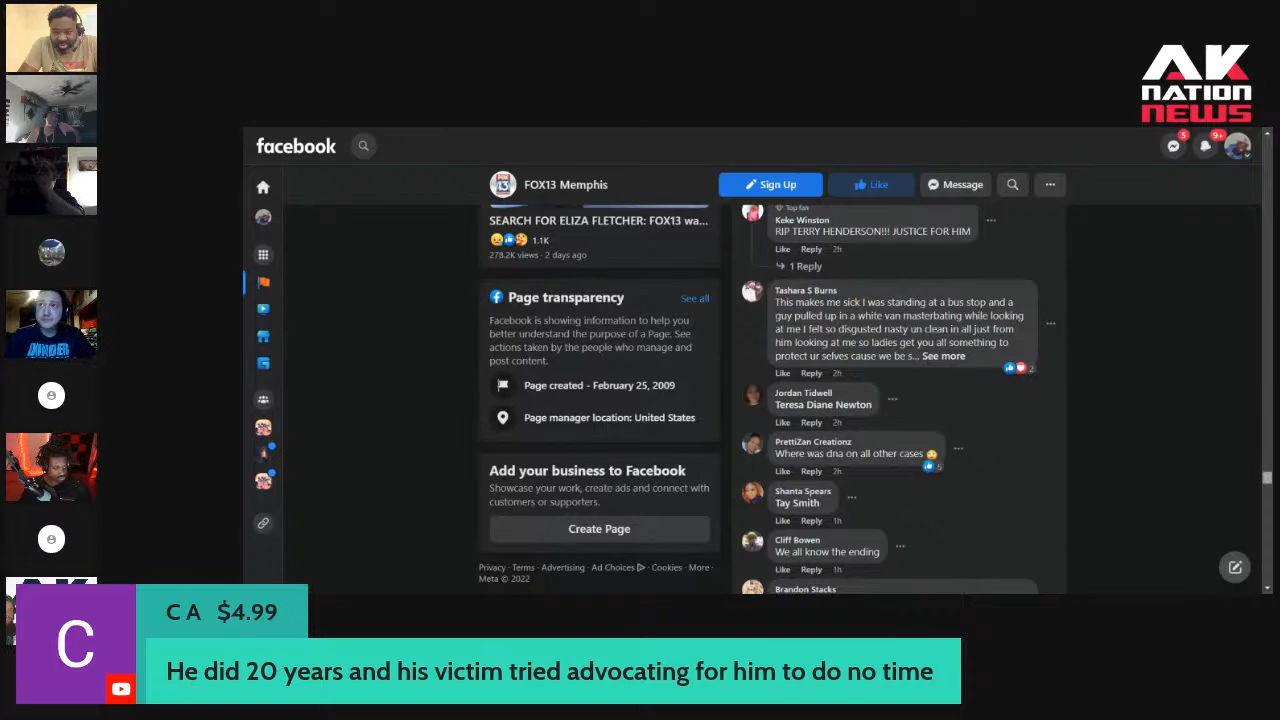 AK
NATION
NEWS
facebook
5
9+
FOX 13
FOX13 Memphis
Sign Up
Like
Message
SEARCH FOR ELIZA FLETCHER: FOX13 wa...
1.1K
278.2K views · 2 days ago
Page transparency
See all
Facebook is showing information to help you
better understand the purpose of a Page. See
actions taken by the people who manage and
post content.
Page created - February 25, 2009
Page manager location: United States
Add your business to Facebook
Showcase your work, create ads and connect with
customers or supporters.
Create Page
Privacy · Terms · Advertising · Ad Choices · Cookies · More ·
Meta © 2022
Top fan
Keke Winston
RIP TERRY HENDERSON!!! JUSTICE FOR HIM
Like Reply 2h
1 Reply
Tashara S Burns
This makes me sick I was standing at a bus stop and a
guy pulled up in a white van masterbating while looking
at me I felt so disgusted nasty un clean in all just from
him looking at me so ladies get you all something to
protect ur selves cause we be s... See more
2
Like Reply 2h
Jordan Tidwell
Teresa Diane Newton
Like Reply 2h
PrettiZan Creationz
Where was dna on all other cases
5
Like Reply 2h
Shanta Spears
Tay Smith
Like Reply 1h
Cliff Bowen
We all know the ending
Like Reply 1h
Brandon Stacks
C
C A $4.99
He did 20 years and his victim tried advocating for him to do no time